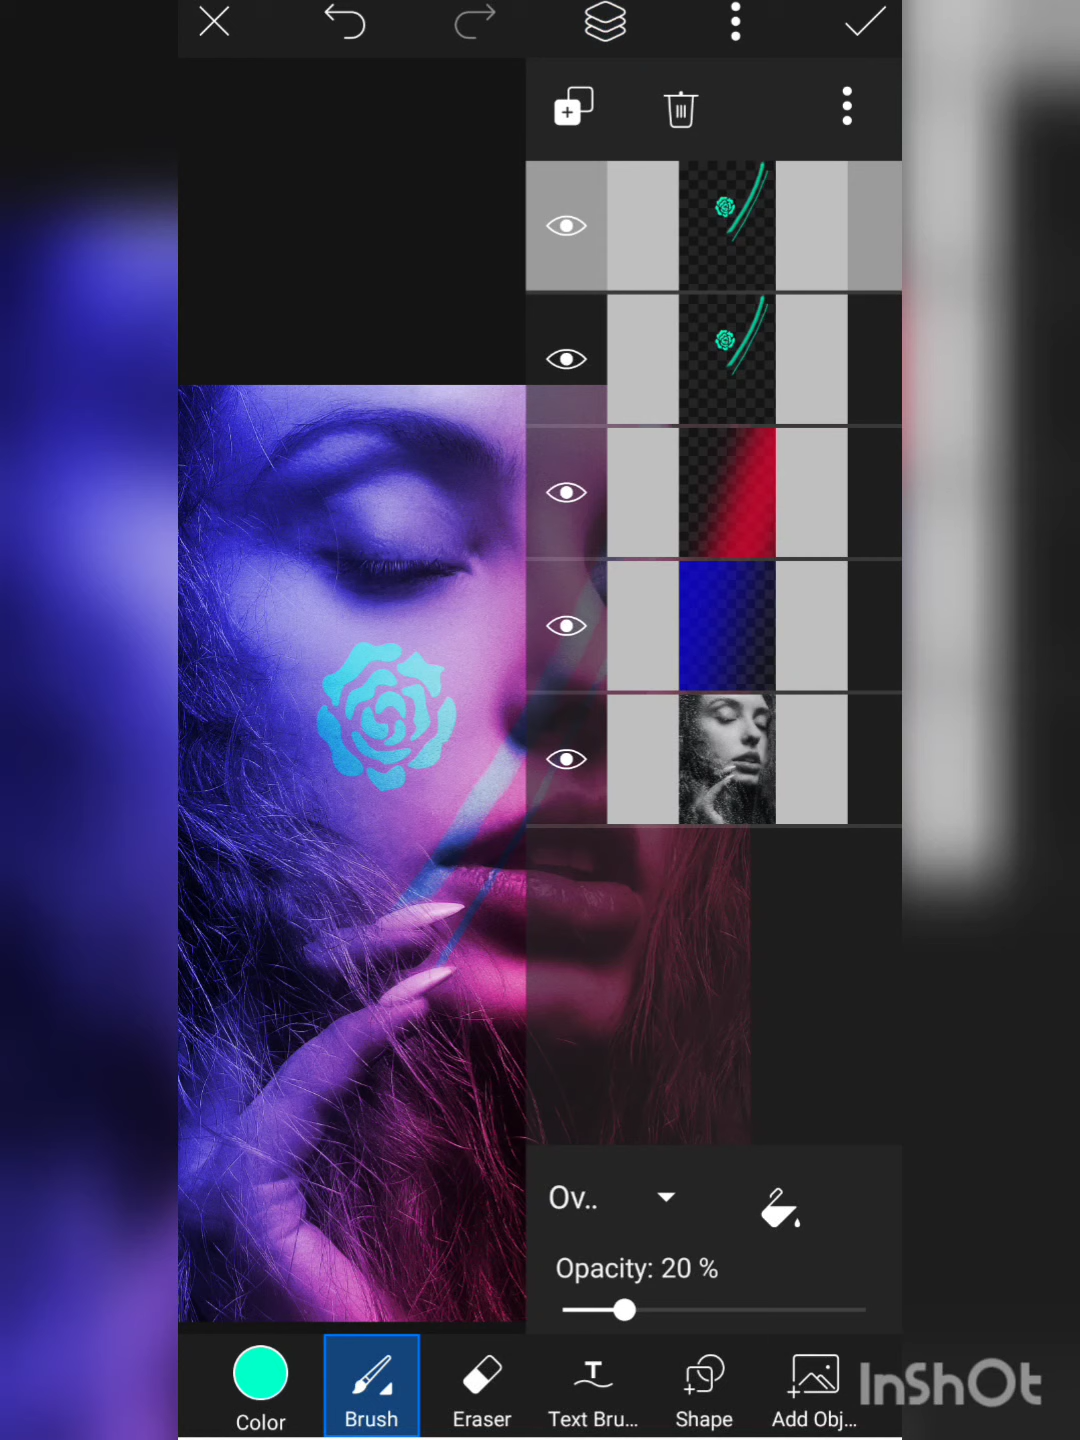 Ov..
Opacity: 20 %
Color
Brush
Eraser
Text Bru...
Shape
Add Obj...
InShOt